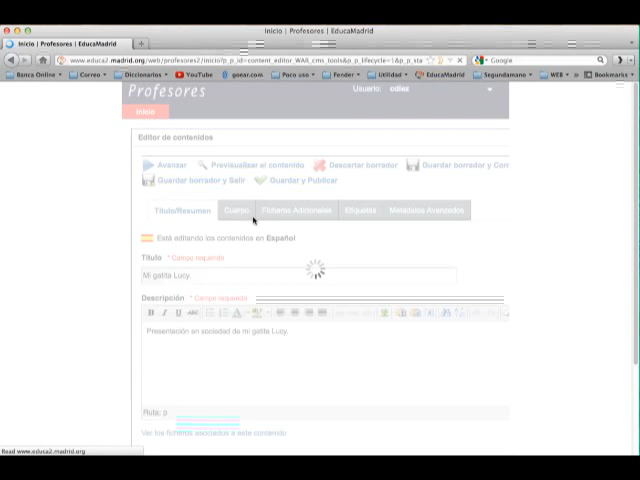 Inicio | Profesores | EducaMadrid
Inicio | Profesores | EducaMadrid
www.educa2.madrid.org/web/profesores2/inicio?p_p_id=content_editor_WAR_cms_tools&p_p_lifecycle=1&p_p_sta
Google
Banca Online Correo Diccionarios YouTube goear.com Poco uso Fender Utilidad EducaMadrid Segundamano WEB Bookmarks
Profesores
Usuario: cdiez
Inicio
Editor de contenidos
Avanzar Previsualizar el contenido Descartar borrador Guardar borrador y Con
Guardar borrador y Salir Guardar y Publicar
Título/Resumen Cuerpo Ficheros Adicionales Etiquetas Metadatos Avanzados
Está editando los contenidos en Español
Título * Campo requerido
Mi gatita Lucy.
Descripción * Campo requerido
B I U ABC
Presentación en sociedad de mi gatita Lucy.
Ruta: p
Ver los ficheros asociados a este contenido
Read www.educa2.madrid.org